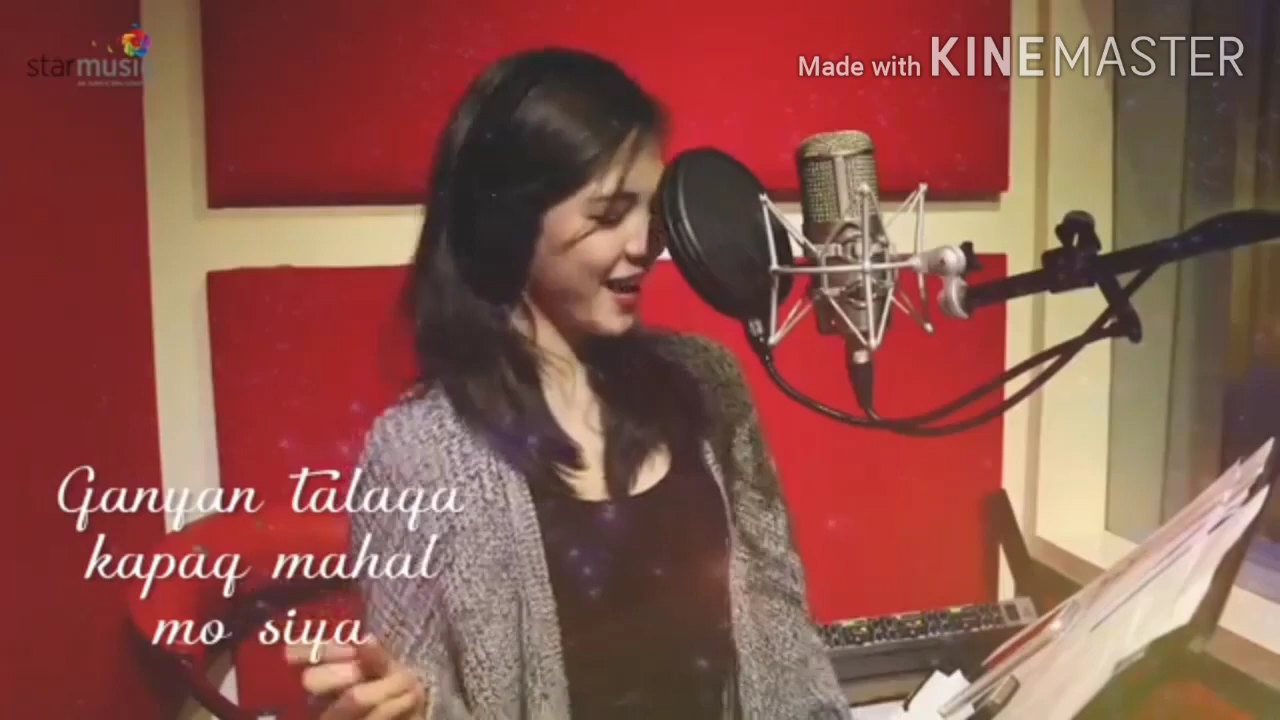 starmusic
Made with KINEMASTER
Ganyan talaga
kapag mahal
mo siya